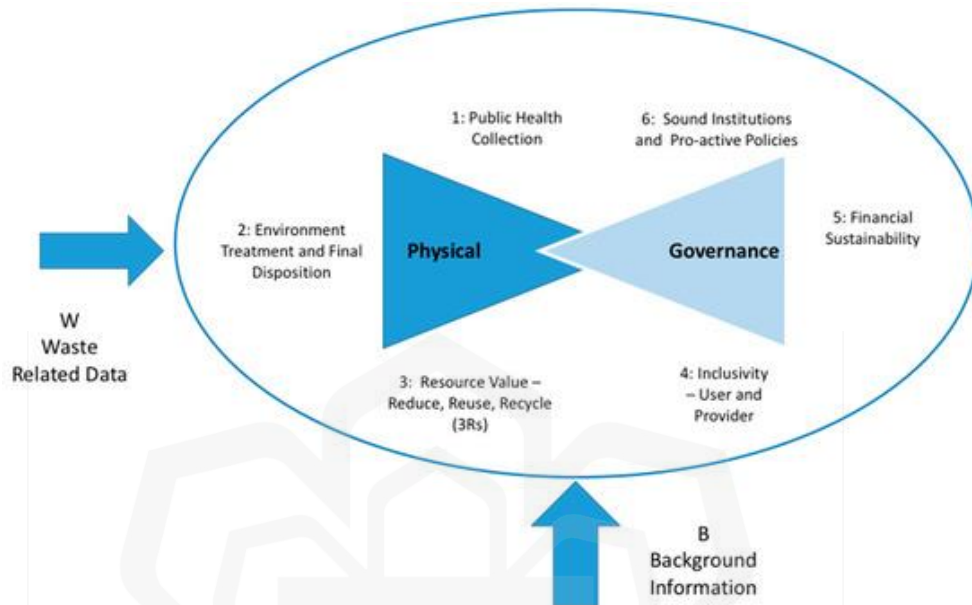 1: Public Health
Collection
6: Sound Institutions
and Pro-active Policies
2: Environment
Treatment and Final
Disposition
Physical
Governance
5: Financial
Sustainability
W
Waste
Related Data
3: Resource Value –
Reduce, Reuse, Recycle
(3Rs)
4: Inclusivity
– User and
Provider
B
Background
Information